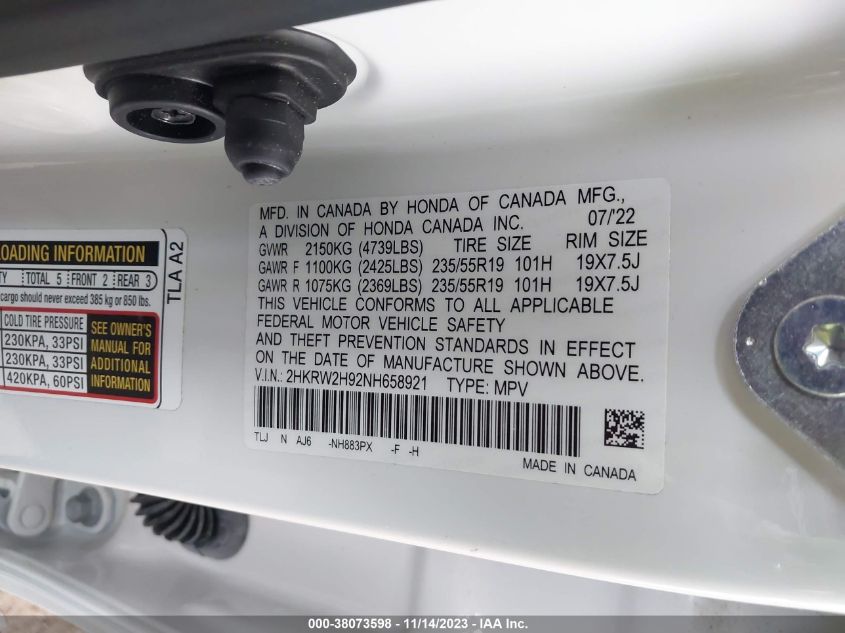 MFD. IN CANADA BY HONDA OF CANADA MFG.,
A DIVISION OF HONDA CANADA INC. 07/'22
GVWR 2150KG (4739LBS) TIRE SIZE RIM SIZE
GAWR F 1100KG (2425LBS) 235/55R19 101H 19X7.5J
GAWR R 1075KG (2369LBS) 235/55R19 101H 19X7.5J
THIS VEHICLE CONFORMS TO ALL APPLICABLE
FEDERAL MOTOR VEHICLE SAFETY
AND THEFT PREVENTION STANDARDS IN EFFECT
ON THE DATE OF MANUFACTURE SHOWN ABOVE.
V.I.N.: 2HKRW2H92NH658921 TYPE: MPV
TLJ N AJ6 -NH883PX -F -H
MADE IN CANADA
LOADING INFORMATION
TOTAL 5 FRONT 2 REAR 3
cargo should never exceed 385 kg or 850 lbs.
COLD TIRE PRESSURE
230KPA, 33PSI
230KPA, 33PSI
420KPA, 60PSI
SEE OWNER'S
MANUAL FOR
ADDITIONAL
INFORMATION
TLA A2
000-38073598 - 11/14/2023 - IAA Inc.